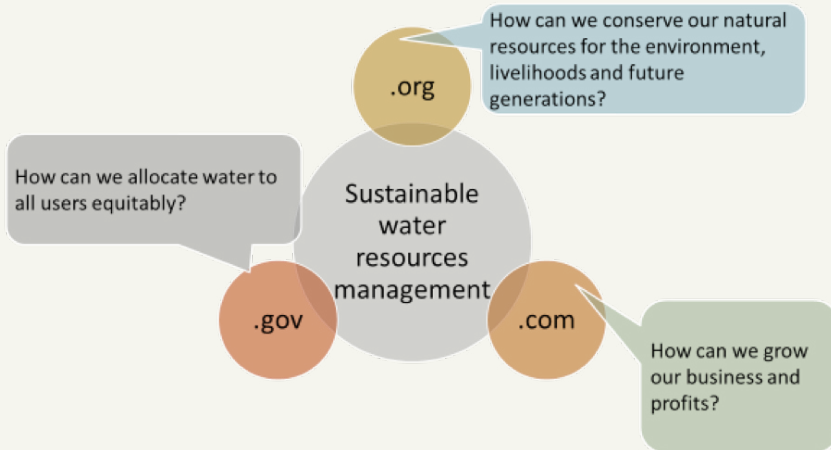 How can we conserve our natural
resources for the environment,
livelihoods and future
generations?
.org
How can we allocate water to
all users equitably?
Sustainable
water
resources
management
.gov
.com
How can we grow
our business and
profits?